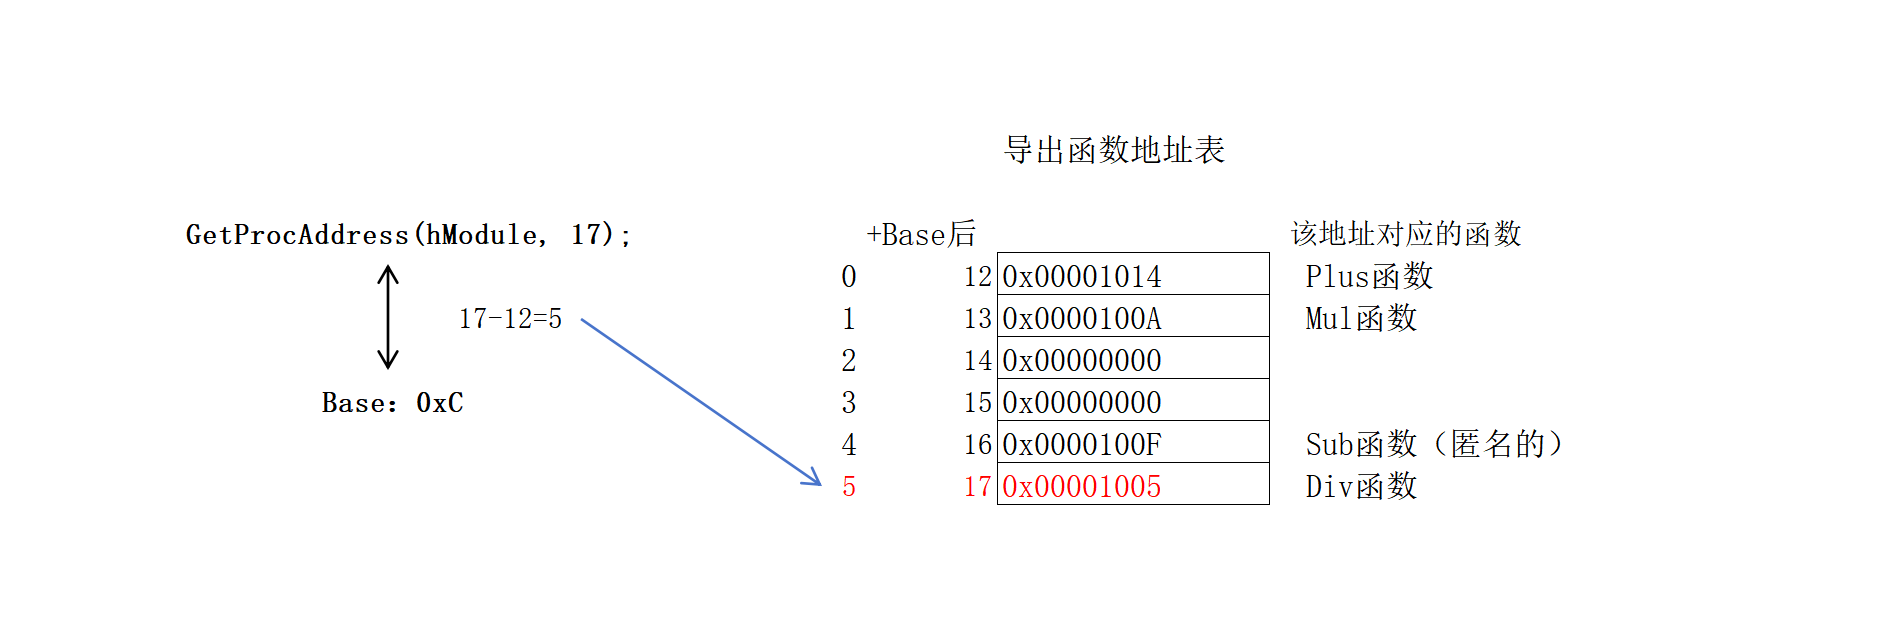 导出函数地址表
GetProcAddress(hModule, 17);
+Base后 该地址对应的函数
0 12 0x00001014 Plus函数
17-12=5
1 13 0x0000100A Mul函数
2 14 0x00000000
Base：0xC
3 15 0x00000000
4 16 0x0000100F Sub函数（匿名的）
5 17 0x00001005 Div函数